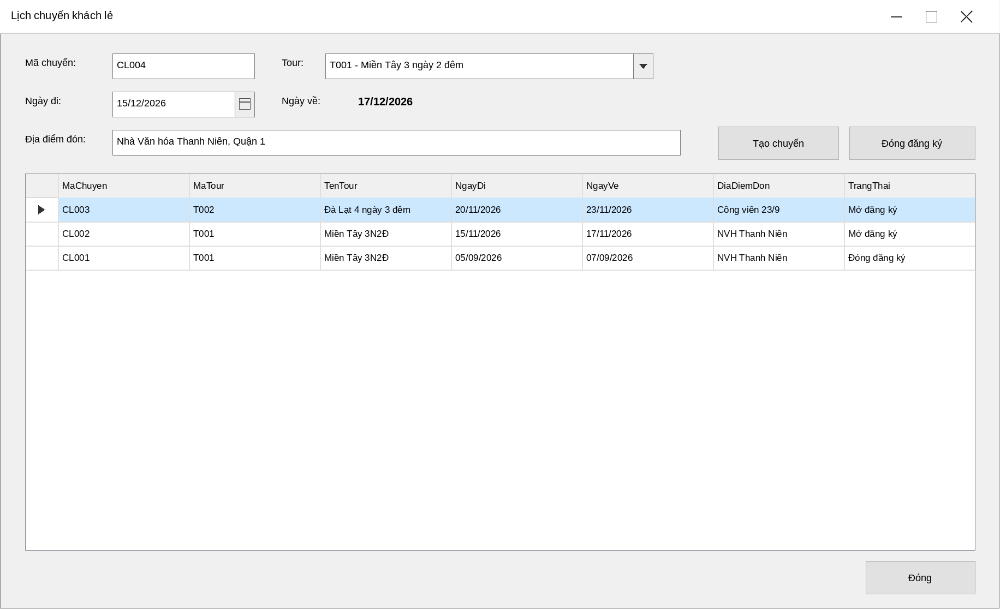 Lịch chuyến khách lẻ
Mã chuyến: CL004 Tour: T001 - Miền Tây 3 ngày 2 đêm
Ngày đi: 15/12/2026 Ngày về: 17/12/2026
Địa điểm đón: Nhà Văn hóa Thanh Niên, Quận 1 Tạo chuyến Đóng đăng ký
MaChuyen MaTour TenTour NgayDi NgayVe DiaDiemDon TrangThai
CL003 T002 Đà Lạt 4 ngày 3 đêm 20/11/2026 23/11/2026 Công viên 23/9 Mở đăng ký
CL002 T001 Miền Tây 3N2Đ 15/11/2026 17/11/2026 NVH Thanh Niên Mở đăng ký
CL001 T001 Miền Tây 3N2Đ 05/09/2026 07/09/2026 NVH Thanh Niên Đóng đăng ký
Đóng